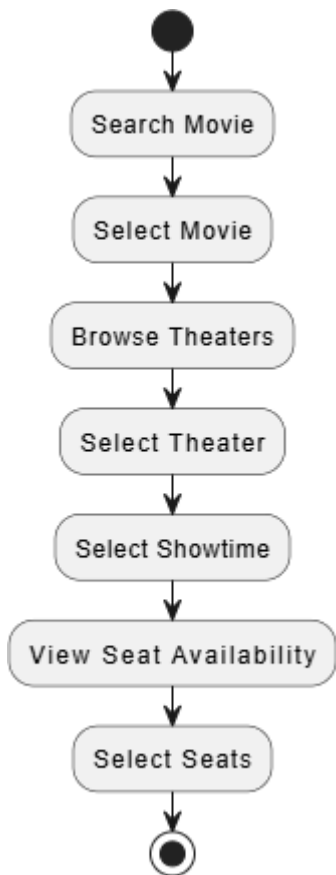 Search Movie
Select Movie
Browse Theaters
Select Theater
Select Showtime
View Seat Availability
Select Seats